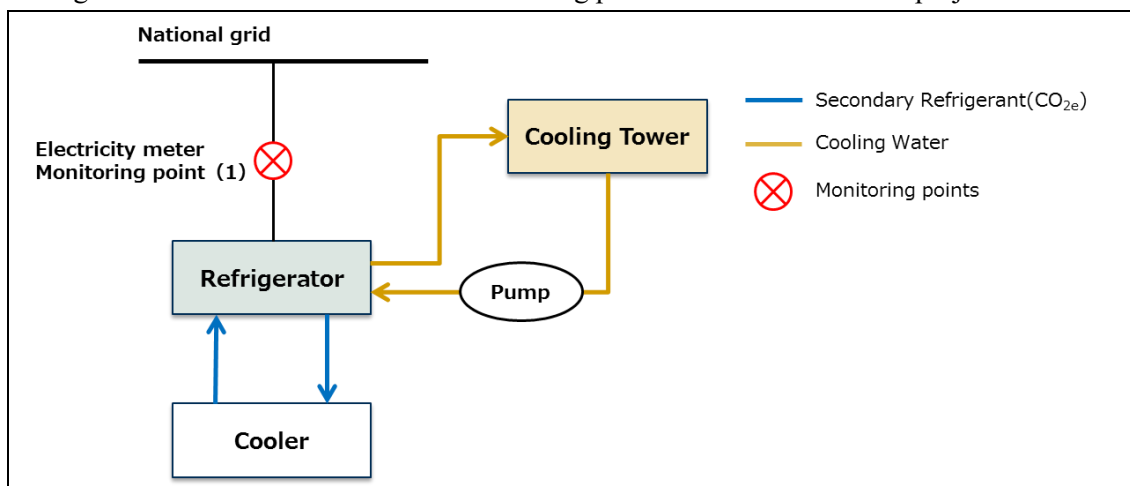 National grid
Electricity meter
Monitoring point (1)
Cooling Tower
Secondary Refrigerant(CO2e)
Cooling Water
Monitoring points
Refrigerator
Pump
Cooler